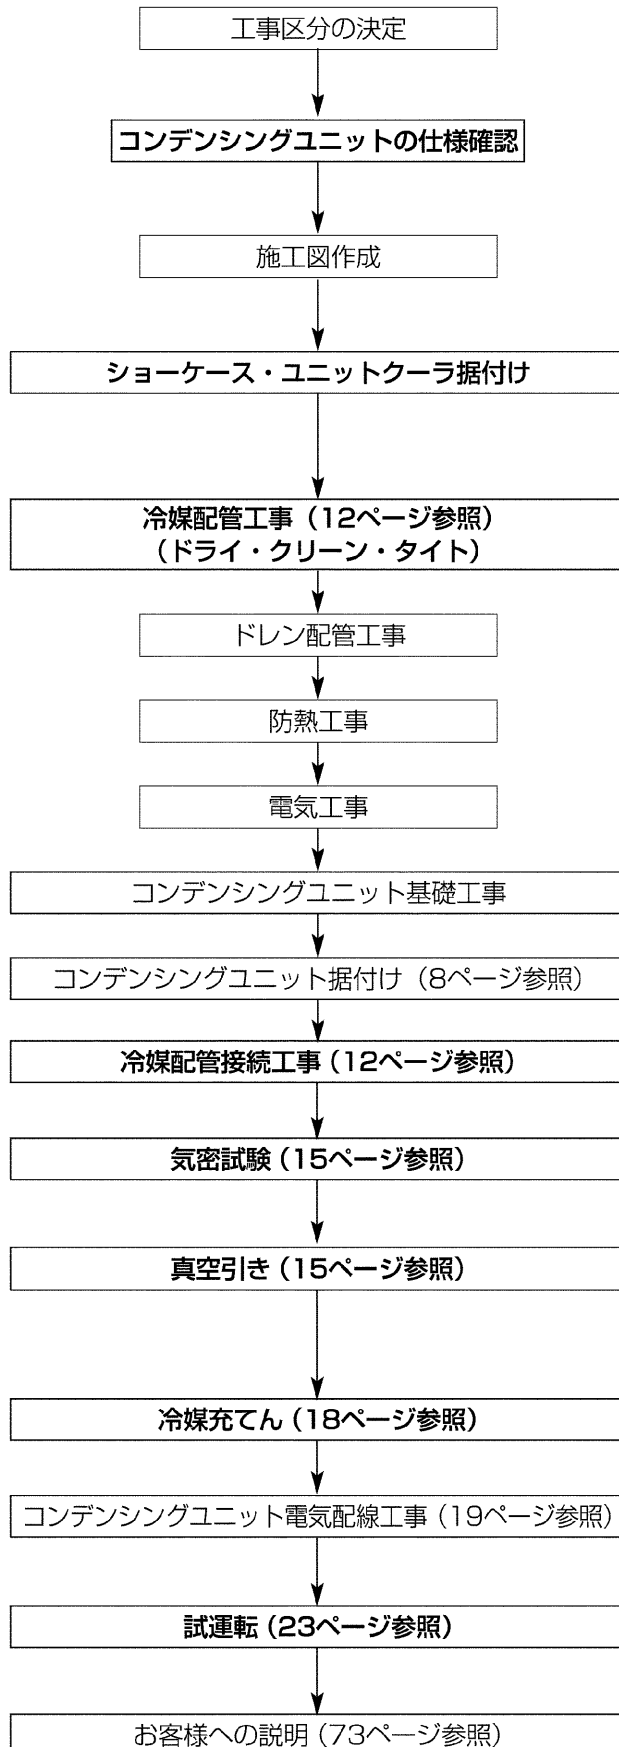 工事区分の決定
コンデンシングユニットの仕様確認
施工図作成
ショーケース・ユニットクーラ据付け
冷媒配管工事（12ページ参照）
（ドライ・クリーン・タイト）
ドレン配管工事
防熱工事
電気工事
コンデンシングユニット基礎工事
コンデンシングユニット据付け（8ページ参照）
冷媒配管接続工事（12ページ参照）
気密試験（15ページ参照）
真空引き（15ページ参照）
冷媒充てん（18ページ参照）
コンデンシングユニット電気配線工事（19ページ参照）
試運転（23ページ参照）
お客様への説明（73ページ参照）